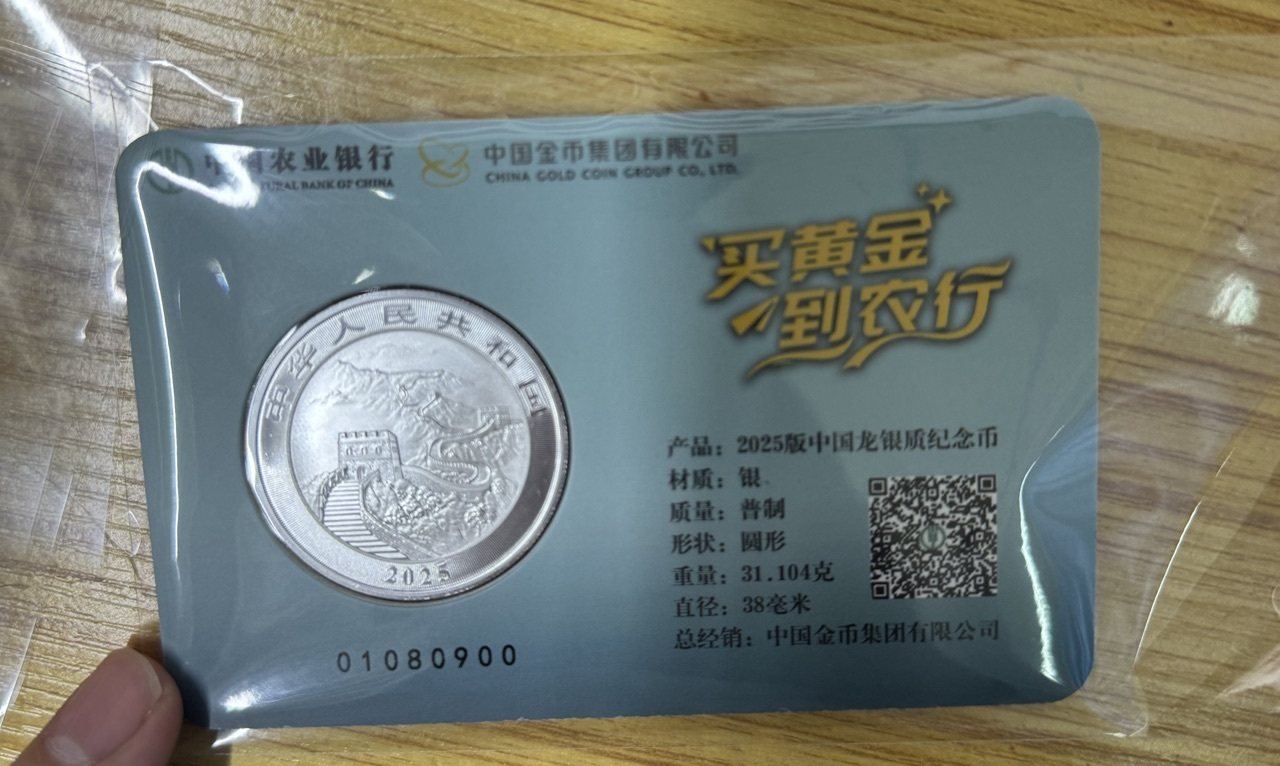 中国农业银行
RURAL BANK OF CHINA
中国金币集团有限公司
CHINA GOLD COIN GROUP CO., LTD.
买黄金
到农行
中华人民共和国
2025
01080900
产品：2025版中国龙银质纪念币
材质：银
质量：普制
形状：圆形
重量：31.104克
直径：38毫米
总经销：中国金币集团有限公司